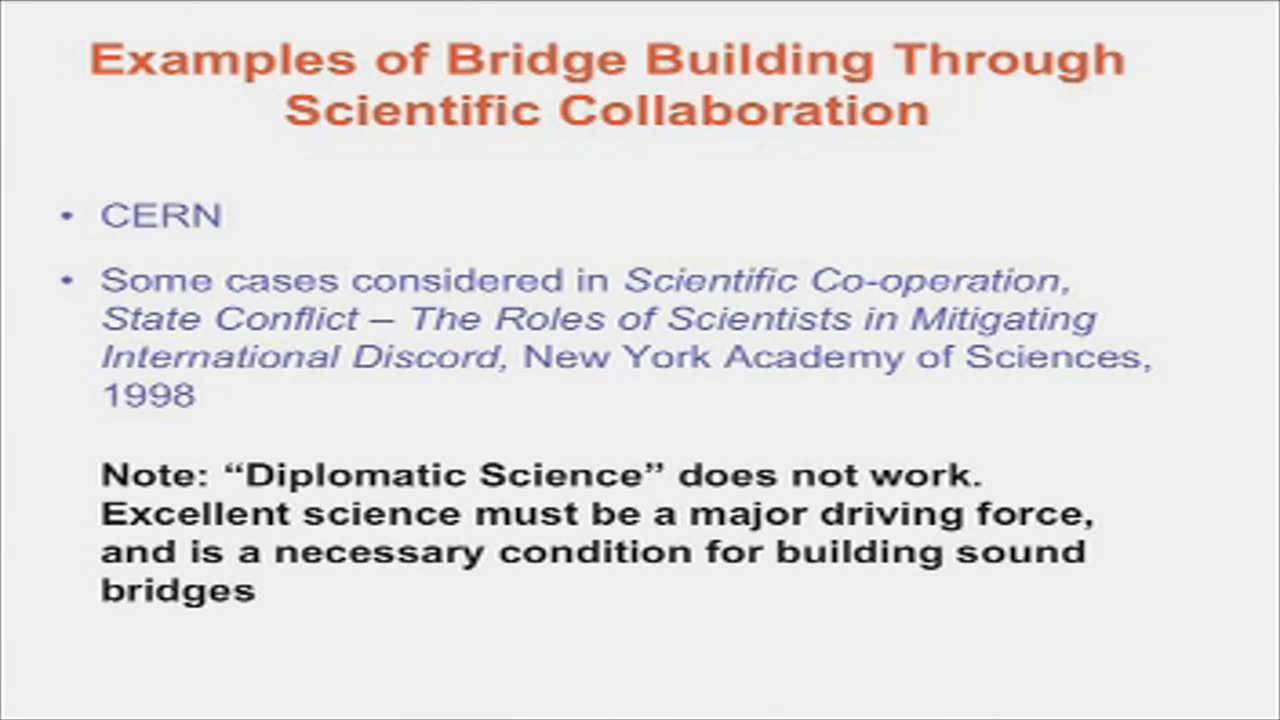 Examples of Bridge Building Through
Scientific Collaboration
• CERN
• Some cases considered in Scientific Co-operation,
State Conflict – The Roles of Scientists in Mitigating
International Discord, New York Academy of Sciences,
1998
Note: “Diplomatic Science” does not work.
Excellent science must be a major driving force,
and is a necessary condition for building sound
bridges